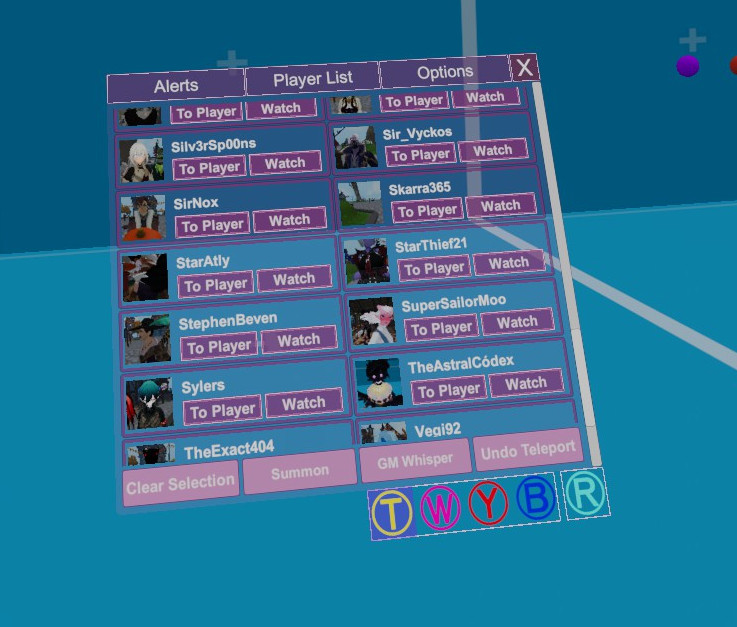 Alerts Player List Options X
To Player Watch To Player Watch
Silv3rSp00ns Sir_Vyckos
To Player Watch To Player Watch
SirNox Skarra365
To Player Watch To Player Watch
StarAtly StarThief21
To Player Watch To Player Watch
StephenBeven SuperSailorMoo
To Player Watch To Player Watch
Sylers TheAstralCódex
To Player Watch To Player Watch
TheExact404 Vegi92
Clear Selection Summon GM Whisper Undo Teleport
T W Y B R